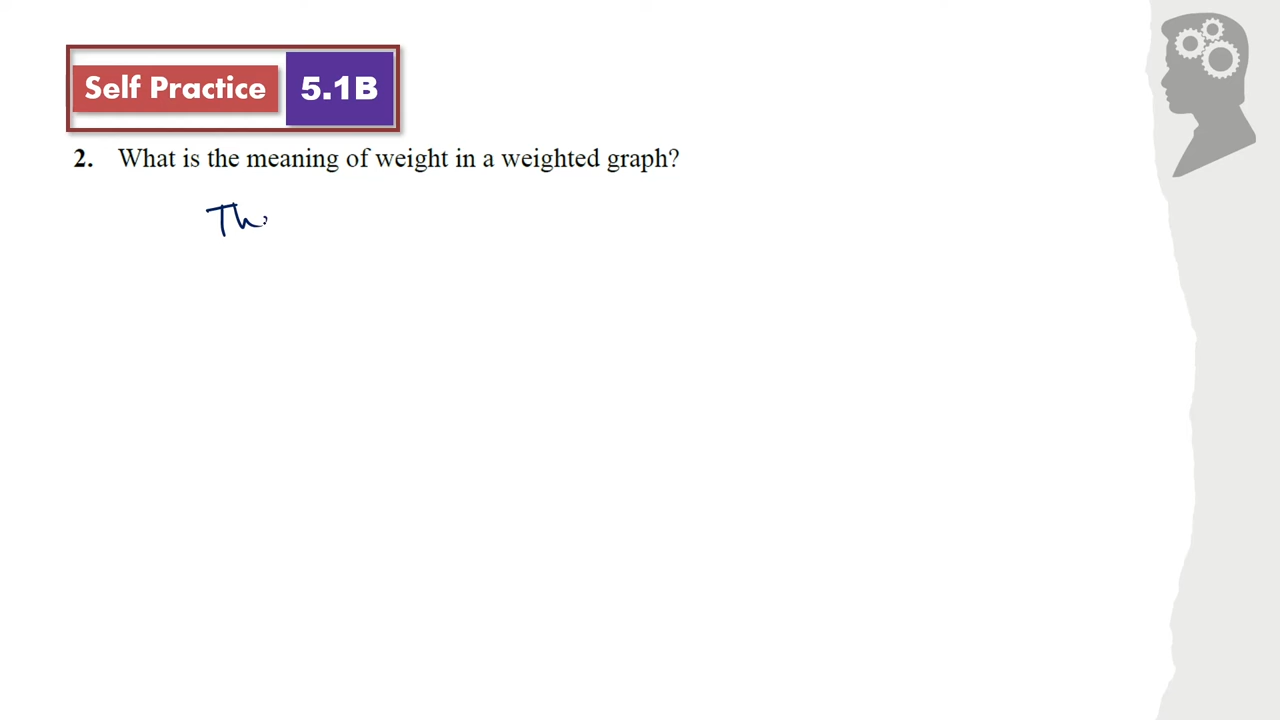 Self Practice 5.1B
2. What is the meaning of weight in a weighted graph?
Th